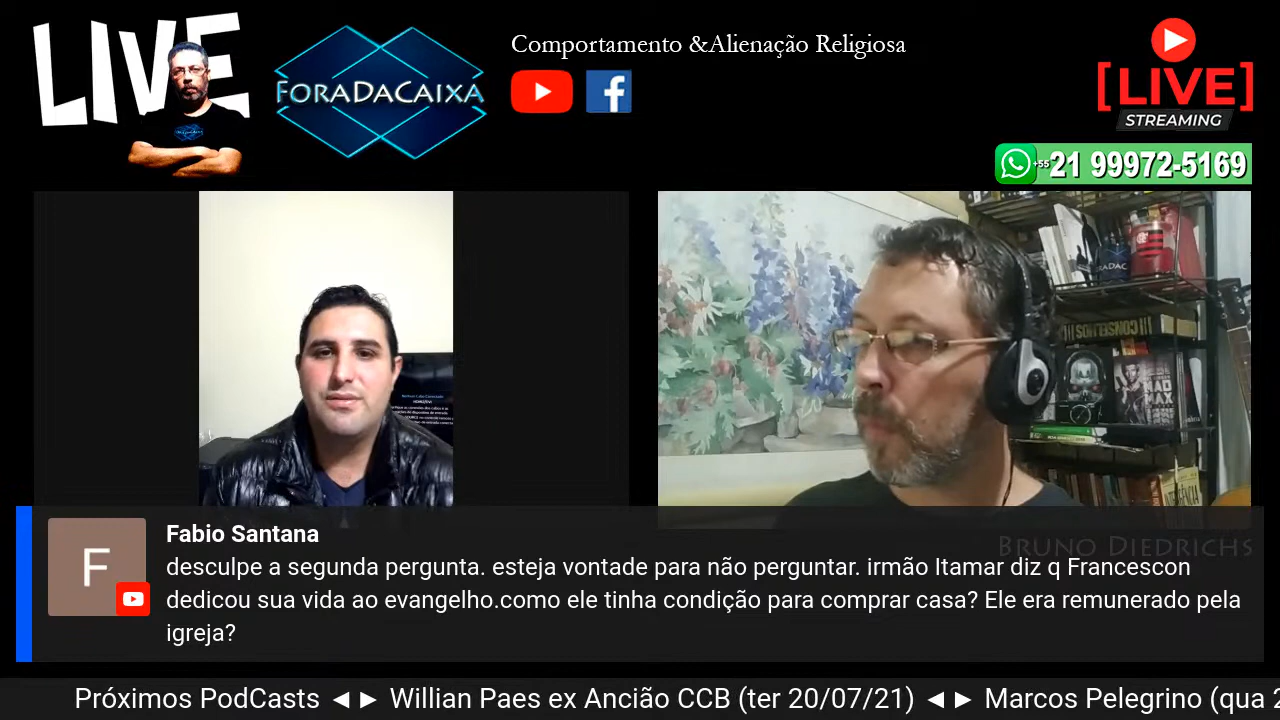 LIVE
FORADACAIXA
Comportamento &Alienação Religiosa
[LIVE]
STREAMING
+55 21 99972-5169
CONSELHOS
MAD
MAX
BRUNO DIEDRICHS
F
Fabio Santana
desculpe a segunda pergunta. esteja vontade para não perguntar. irmão Itamar diz q Francescon
dedicou sua vida ao evangelho.como ele tinha condição para comprar casa? Ele era remunerado pela
igreja?
Próximos PodCasts ◄► Willian Paes ex Ancião CCB (ter 20/07/21) ◄► Marcos Pelegrino (qua 2